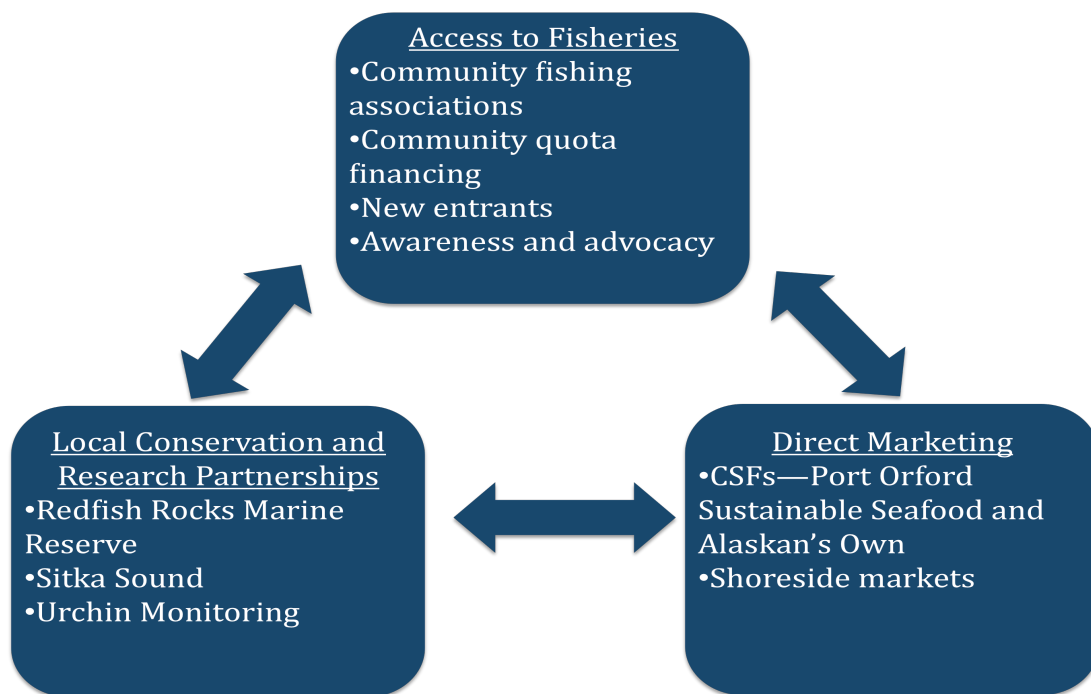 Access to Fisheries
•Community fishing
associations
•Community quota
financing
•New entrants
•Awareness and advocacy
Local Conservation and
Research Partnerships
•Redfish Rocks Marine
Reserve
•Sitka Sound
•Urchin Monitoring
Direct Marketing
•CSFs—Port Orford
Sustainable Seafood and
Alaskan’s Own
•Shoreside markets